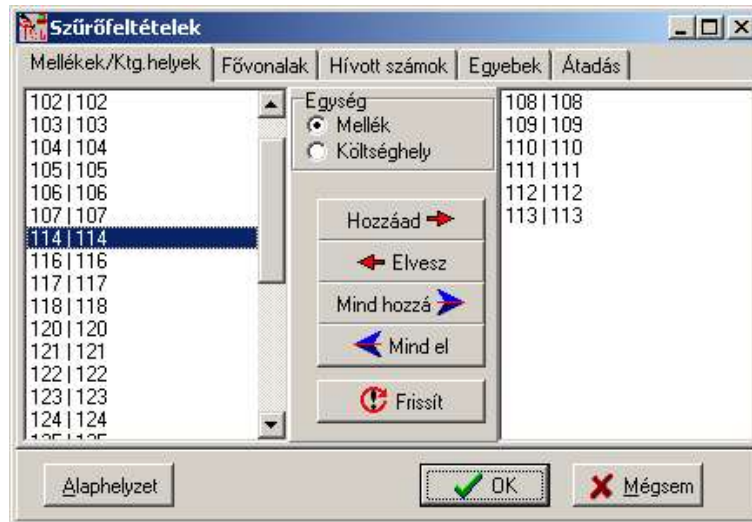 Szűrőfeltételek
Mellékek/Ktg.helyek
Fővonalak
Hívott számok
Egyebek
Átadás
102|102
103|103
104|104
105|105
106|106
107|107
114|114
116|116
117|117
118|118
120|120
121|121
122|122
123|123
124|124
125|125
Egység
Mellék
Költséghely
Hozzáad
Elvesz
Mind hozzá
Mind el
Frissít
108|108
109|109
110|110
111|111
112|112
113|113
Alaphelyzet
OK
Mégsem